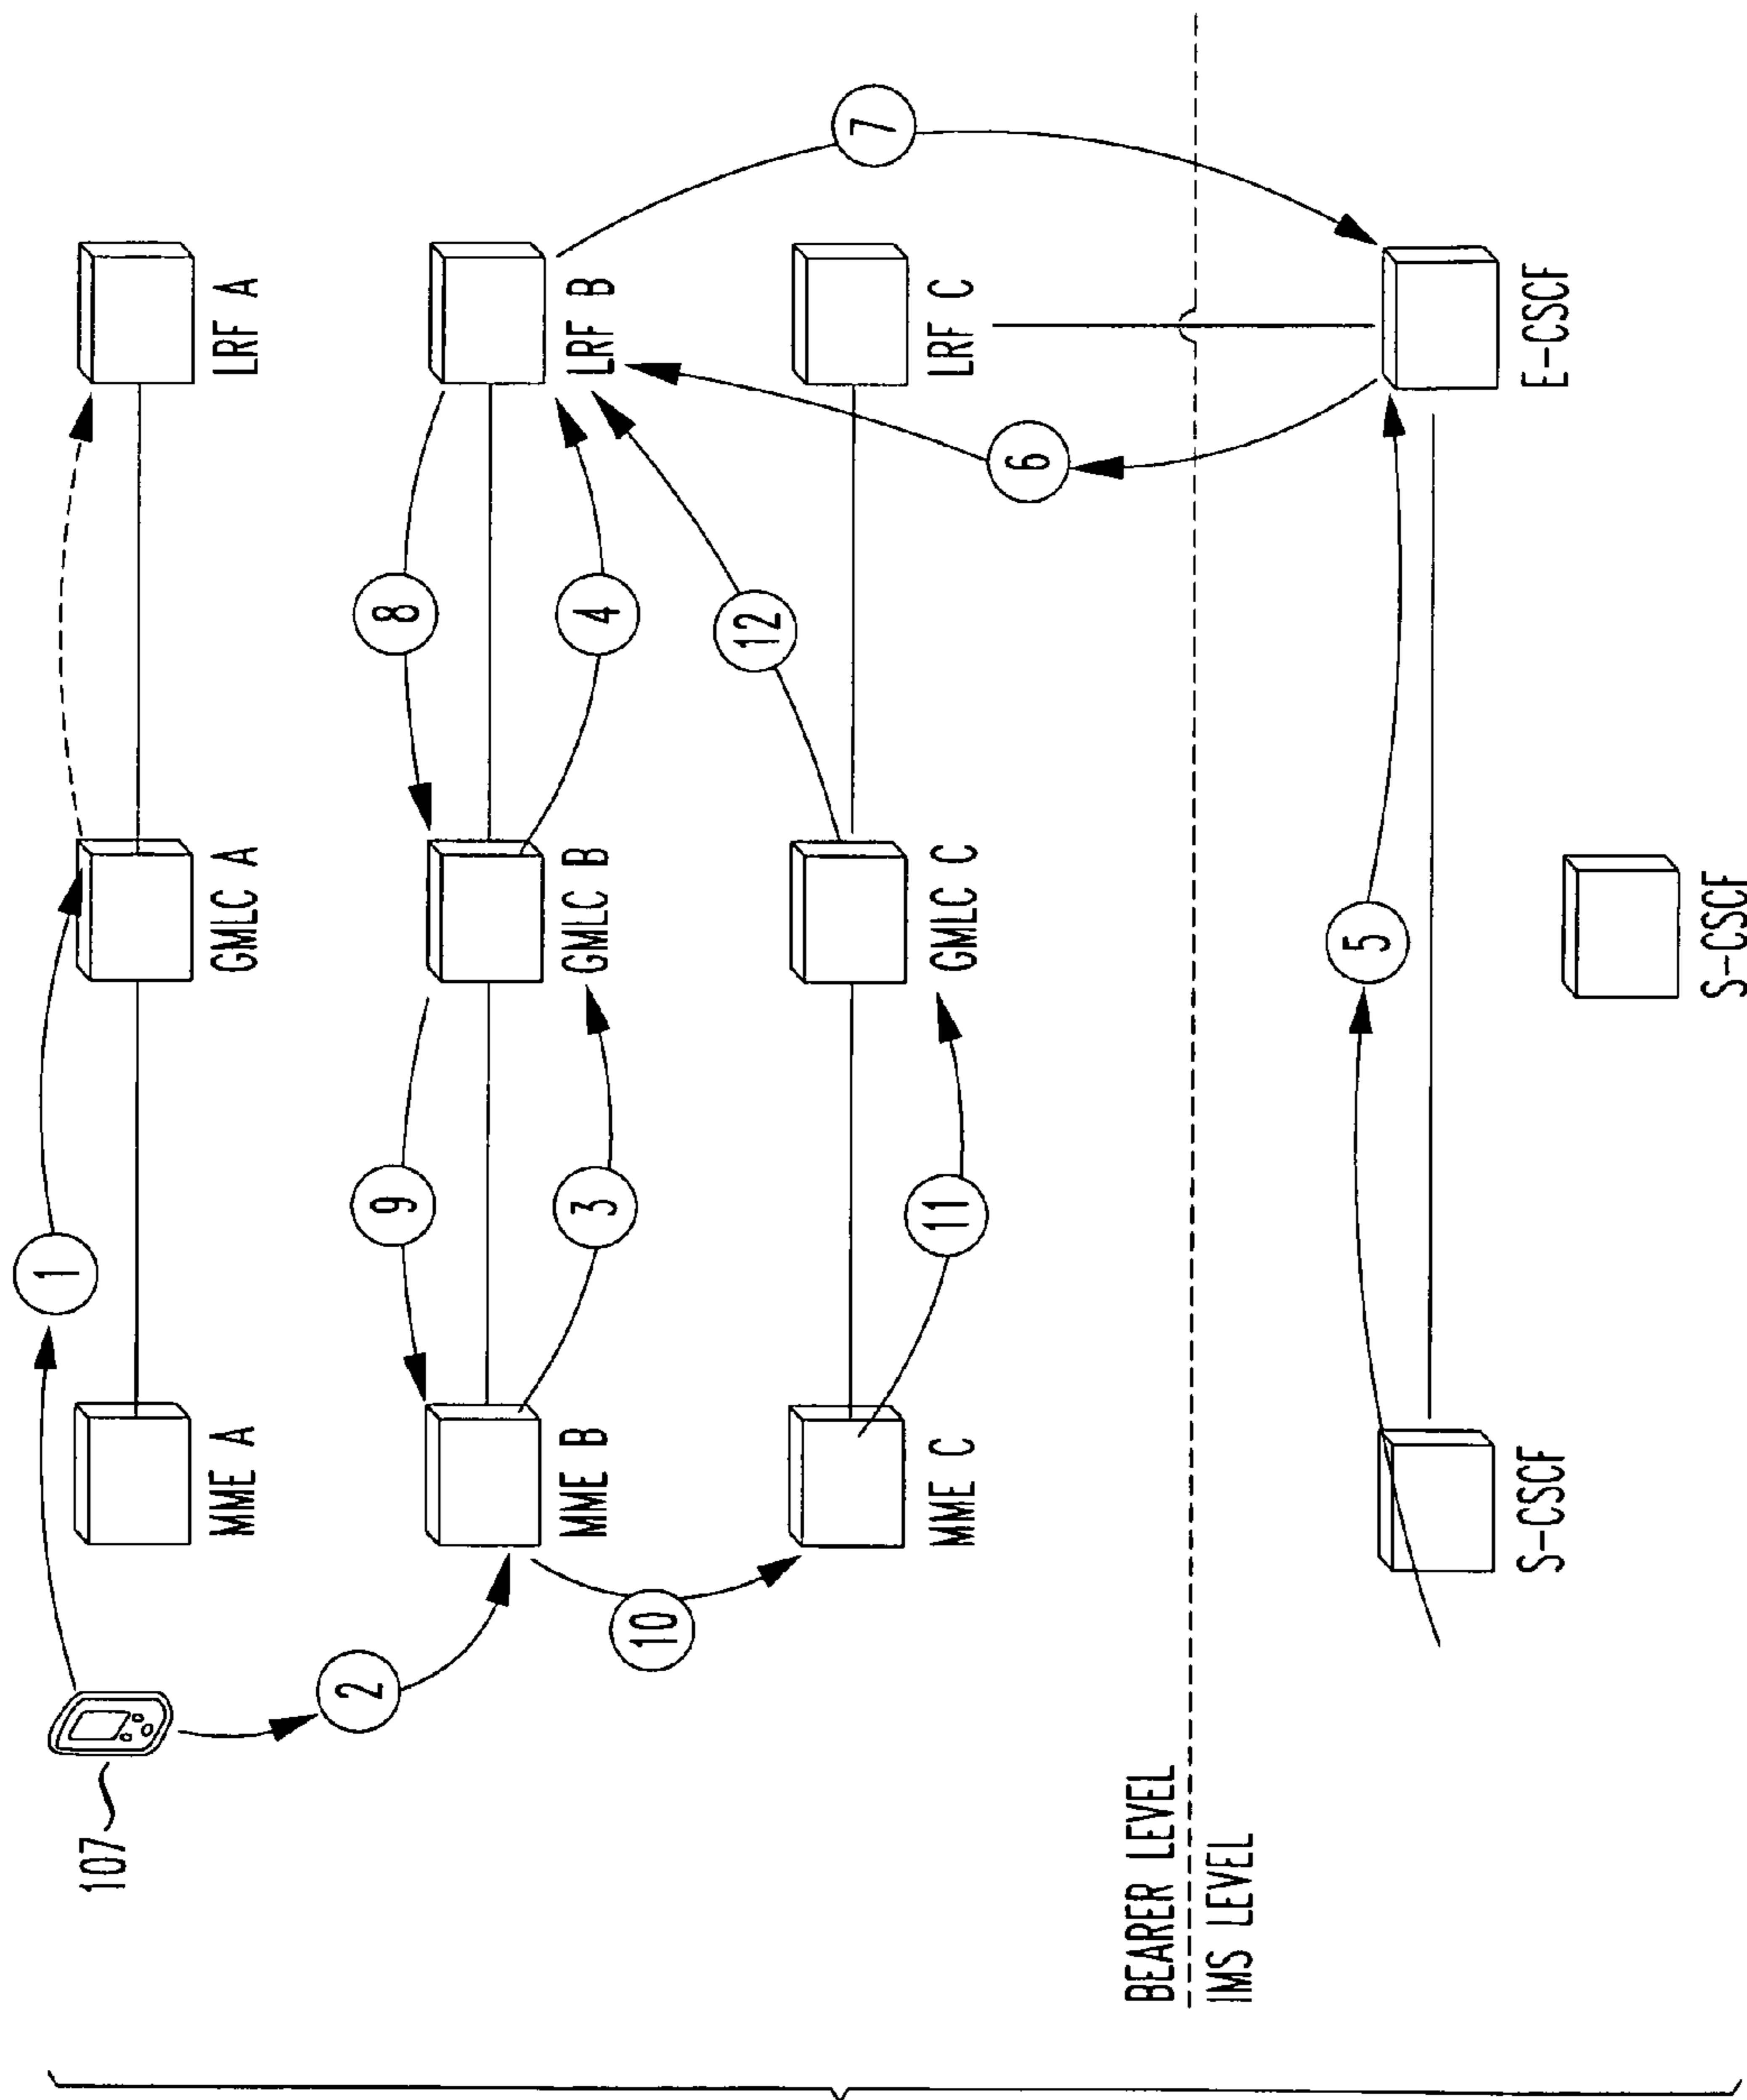 1
107
MME A
GMLC A
LRF A
2
9
8
MME B
GMLC B
LRF B
3
4
10
12
7
MME C
11
GMLC C
LRF C
6
BEARER LEVEL
IMS LEVEL
5
S-CSCF
E-CSCF
S-CSCF